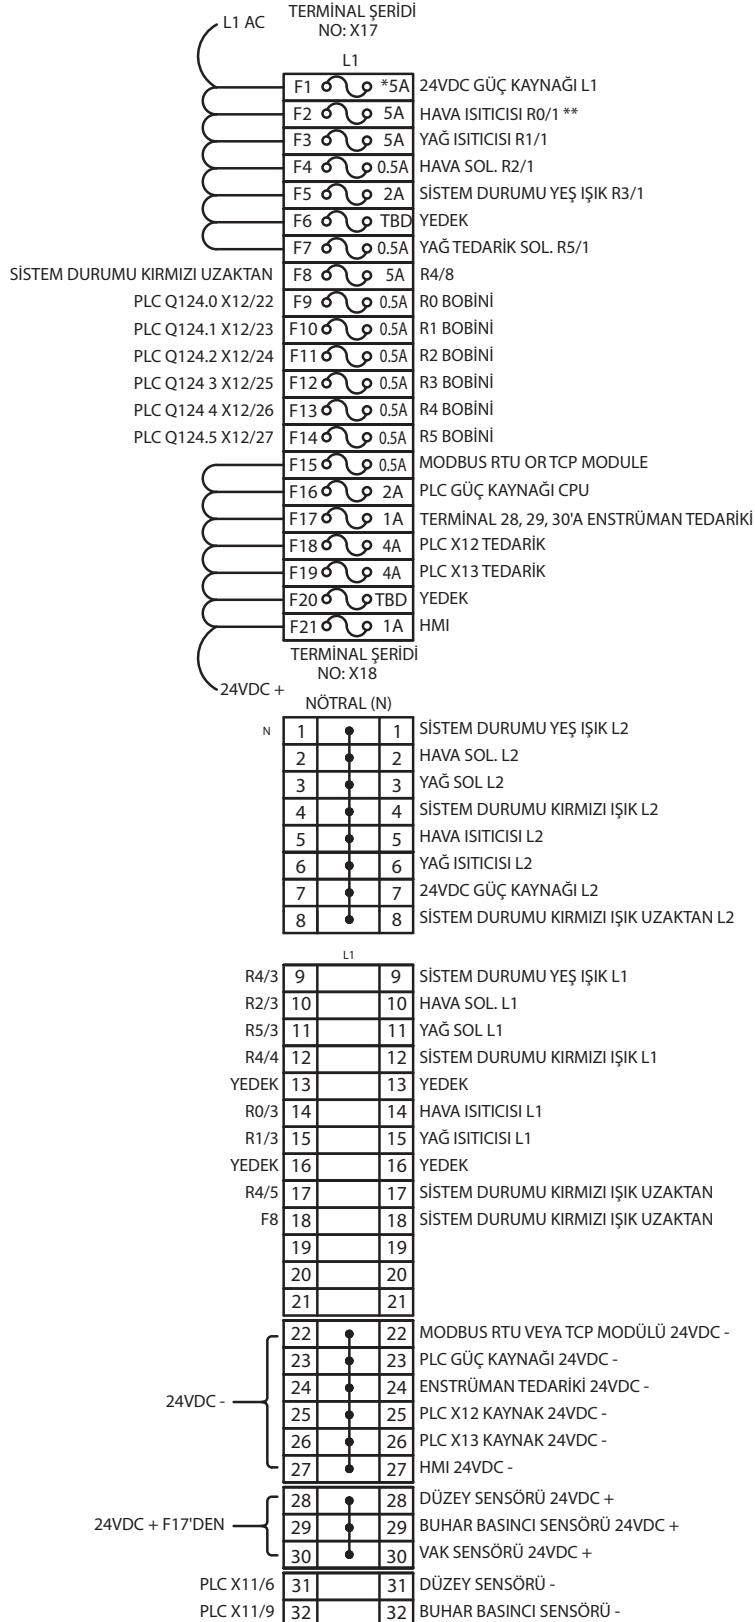 L1 AC
TERMİNAL ŞERİDİ
NO: X17
L1
F1 *5A 24VDC GÜÇ KAYNAĞI L1
F2 5A HAVA ISITICISI R0/1 **
F3 5A YAĞ ISITICISI R1/1
F4 0.5A HAVA SOL. R2/1
F5 2A SİSTEM DURUMU YEŞ IŞIK R3/1
F6 TBD YEDEK
F7 0.5A YAĞ TEDARİK SOL. R5/1
SİSTEM DURUMU KIRMIZI UZAKTAN F8 5A R4/8
PLC Q124.0 X12/22 F9 0.5A R0 BOBİNİ
PLC Q124.1 X12/23 F10 0.5A R1 BOBİNİ
PLC Q124.2 X12/24 F11 0.5A R2 BOBİNİ
PLC Q124 3 X12/25 F12 0.5A R3 BOBİNİ
PLC Q124 4 X12/26 F13 0.5A R4 BOBİNİ
PLC Q124.5 X12/27 F14 0.5A R5 BOBİNİ
F15 0.5A MODBUS RTU OR TCP MODULE
F16 2A PLC GÜÇ KAYNAĞI CPU
F17 1A TERMİNAL 28, 29, 30'A ENSTRÜMAN TEDARİKİ
F18 4A PLC X12 TEDARİK
F19 4A PLC X13 TEDARİK
F20 TBD YEDEK
F21 1A HMI
TERMİNAL ŞERİDİ
NO: X18
24VDC +
NÖTRAL (N)
N 1 1 SİSTEM DURUMU YEŞ IŞIK L2
2 2 HAVA SOL. L2
3 3 YAĞ SOL L2
4 4 SİSTEM DURUMU KIRMIZI IŞIK L2
5 5 HAVA ISITICISI L2
6 6 YAĞ ISITICISI L2
7 7 24VDC GÜÇ KAYNAĞI L2
8 8 SİSTEM DURUMU KIRMIZI IŞIK UZAKTAN L2
L1
R4/3 9 9 SİSTEM DURUMU YEŞ IŞIK L1
R2/3 10 10 HAVA SOL. L1
R5/3 11 11 YAĞ SOL L1
R4/4 12 12 SİSTEM DURUMU KIRMIZI IŞIK L1
YEDEK 13 13 YEDEK
R0/3 14 14 HAVA ISITICISI L1
R1/3 15 15 YAĞ ISITICISI L1
YEDEK 16 16 YEDEK
R4/5 17 17 SİSTEM DURUMU KIRMIZI IŞIK UZAKTAN
F8 18 18 SİSTEM DURUMU KIRMIZI IŞIK UZAKTAN
19 19
20 20
21 21
22 22 MODBUS RTU VEYA TCP MODÜLÜ 24VDC -
23 23 PLC GÜÇ KAYNAĞI 24VDC -
24 24 ENSTRÜMAN TEDARİKİ 24VDC -
24VDC -
25 25 PLC X12 KAYNAK 24VDC -
26 26 PLC X13 KAYNAK 24VDC -
27 27 HMI 24VDC -
28 28 DÜZEY SENSÖRÜ 24VDC +
24VDC + F17'DEN 29 29 BUHAR BASINCI SENSÖRÜ 24VDC +
30 30 VAK SENSÖRÜ 24VDC +
PLC X11/6 31 31 DÜZEY SENSÖRÜ -
PLC X11/9 32 32 BUHAR BASINCI SENSÖRÜ -